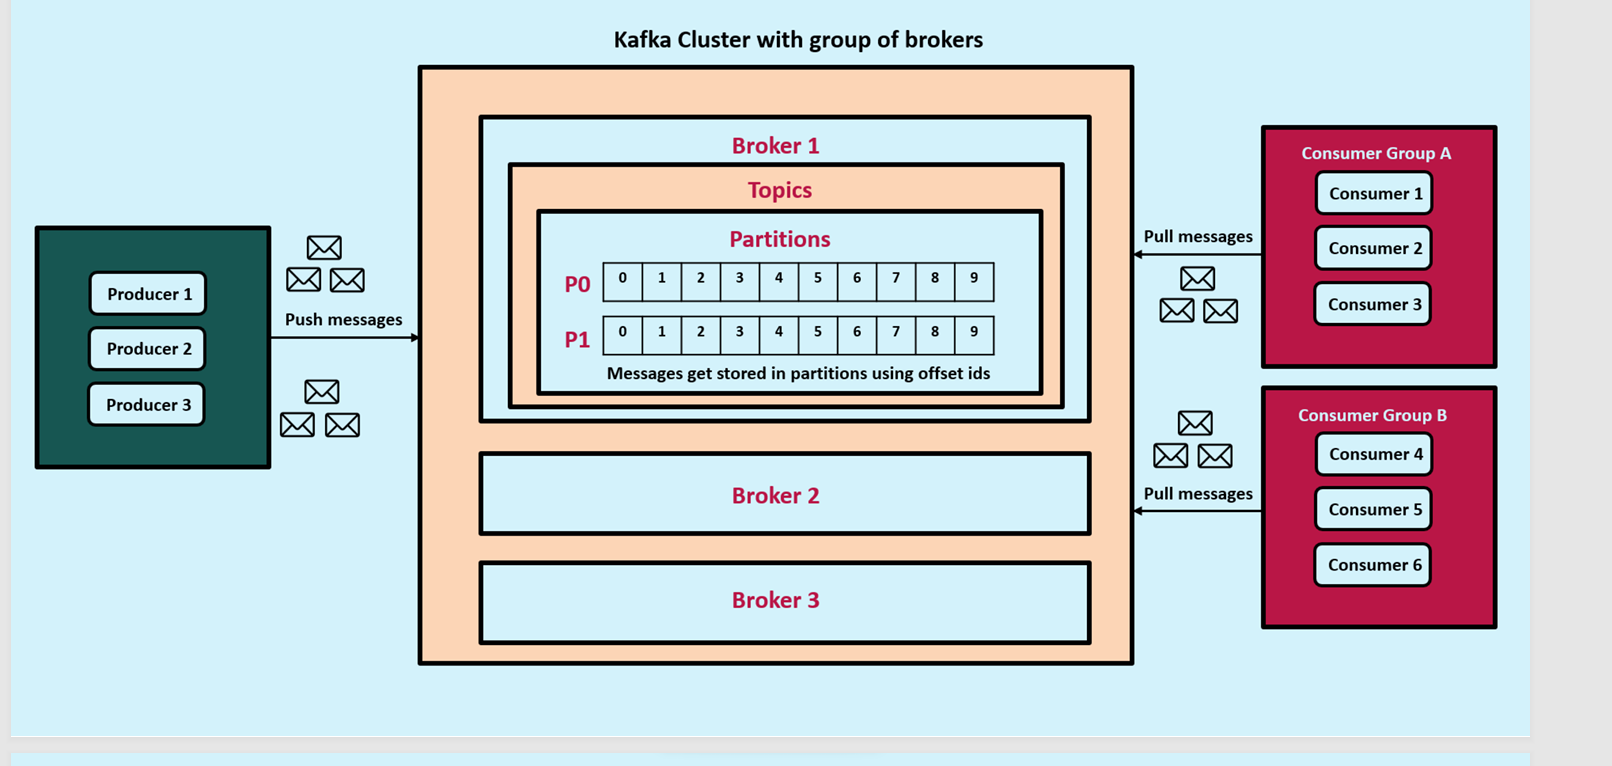 Kafka Cluster with group of brokers
Producer 1
Producer 2
Producer 3
Push messages
Broker 1
Topics
Partitions
P0 0 1 2 3 4 5 6 7 8 9
P1 0 1 2 3 4 5 6 7 8 9
Messages get stored in partitions using offset ids
Broker 2
Broker 3
Pull messages
Consumer Group A
Consumer 1
Consumer 2
Consumer 3
Pull messages
Consumer Group B
Consumer 4
Consumer 5
Consumer 6